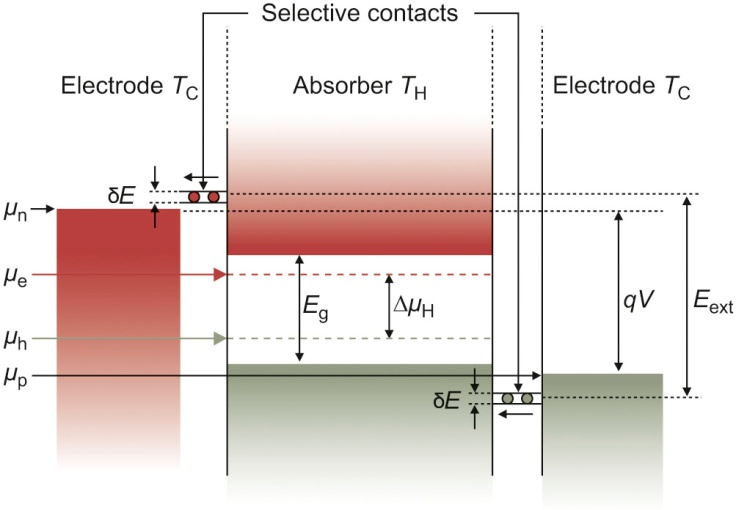 Selective contacts
Electrode T_C
Absorber T_H
Electrode T_C
δE
μ_n
μ_e
μ_h
μ_p
E_g
Δμ_H
qV
E_ext
δE